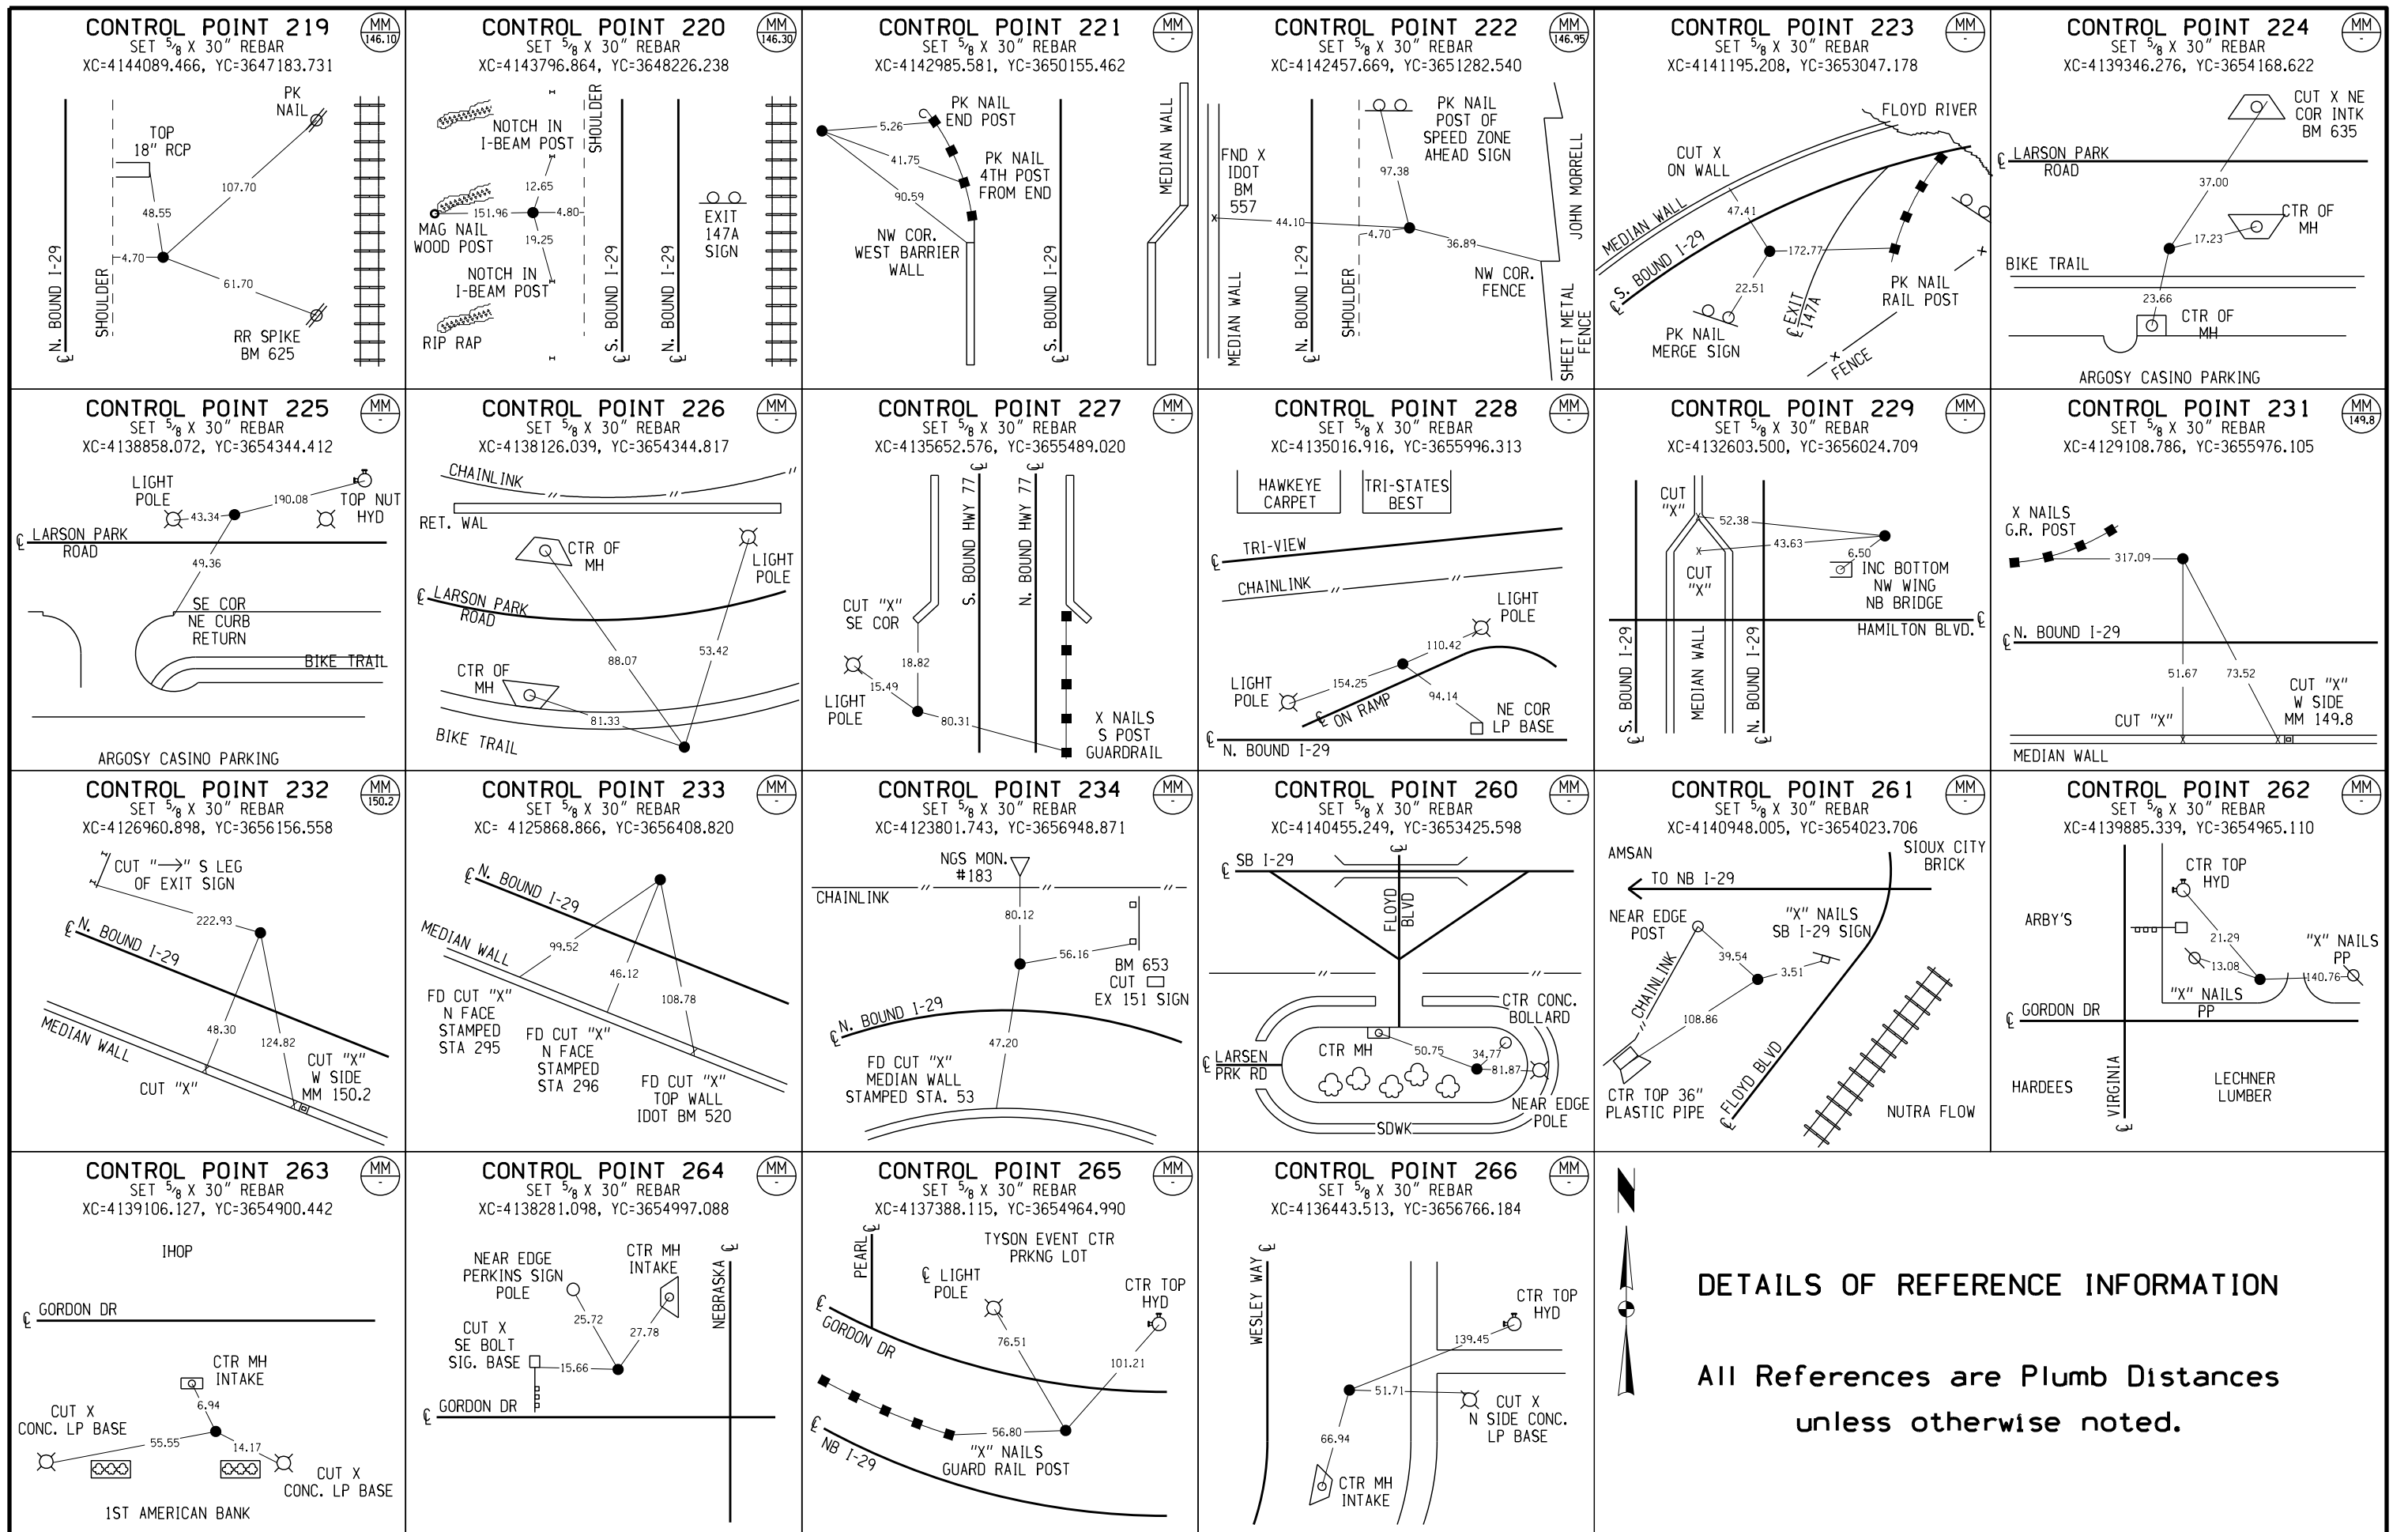 CONTROL POINT 219
MM
146.10
SET 5/8 X 30" REBAR
XC=4144089.466, YC=3647183.731
PK
NAIL
TOP
18" RCP
107.70
48.55
4.70
61.70
N. BOUND I-29
SHOULDER
RR SPIKE
BM 625
CONTROL POINT 220
MM
146.30
SET 5/8 X 30" REBAR
XC=4143796.864, YC=3648226.238
SHOULDER
NOTCH IN
I-BEAM POST
12.65
151.96
4.80
MAG NAIL
WOOD POST
19.25
EXIT
147A
SIGN
NOTCH IN
I-BEAM POST
RIP RAP
S. BOUND I-29
N. BOUND I-29
CONTROL POINT 221
MM
-
SET 5/8 X 30" REBAR
XC=4142985.581, YC=3650155.462
PK NAIL
END POST
5.26
41.75
PK NAIL
4TH POST
FROM END
90.59
MEDIAN WALL
NW COR.
WEST BARRIER
WALL
S. BOUND I-29
CONTROL POINT 222
MM
146.95
SET 5/8 X 30" REBAR
XC=4142457.669, YC=3651282.540
PK NAIL
POST OF
SPEED ZONE
AHEAD SIGN
FND X
IDOT
BM
557
97.38
JOHN MORRELL
44.10
4.70
36.89
NW COR.
FENCE
MEDIAN WALL
N. BOUND I-29
SHOULDER
SHEET METAL
FENCE
CONTROL POINT 223
MM
-
SET 5/8 X 30" REBAR
XC=4141195.208, YC=3653047.178
FLOYD RIVER
CUT X
ON WALL
47.41
MEDIAN WALL
172.77
S. BOUND I-29
22.51
PK NAIL
RAIL POST
EXIT
147A
PK NAIL
MERGE SIGN
FENCE
CONTROL POINT 224
MM
-
SET 5/8 X 30" REBAR
XC=4139346.276, YC=3654168.622
CUT X NE
COR INTK
BM 635
LARSON PARK
ROAD
37.00
CTR OF
MH
17.23
BIKE TRAIL
23.66
CTR OF
MH
ARGOSY CASINO PARKING
CONTROL POINT 225
MM
-
SET 5/8 X 30" REBAR
XC=4138858.072, YC=3654344.412
LIGHT
POLE
190.08
TOP NUT
HYD
43.34
LARSON PARK
ROAD
49.36
SE COR
NE CURB
RETURN
BIKE TRAIL
ARGOSY CASINO PARKING
CONTROL POINT 226
MM
-
SET 5/8 X 30" REBAR
XC=4138126.039, YC=3654344.817
CHAINLINK
RET. WAL
CTR OF
MH
LIGHT
POLE
LARSON PARK
ROAD
53.42
88.07
CTR OF
MH
81.33
BIKE TRAIL
CONTROL POINT 227
MM
-
SET 5/8 X 30" REBAR
XC=4135652.576, YC=3655489.020
S. BOUND HWY 77
N. BOUND HWY 77
CUT "X"
SE COR
18.82
15.49
LIGHT
POLE
80.31
X NAILS
S POST
GUARDRAIL
CONTROL POINT 228
MM
-
SET 5/8 X 30" REBAR
XC=4135016.916, YC=3655996.313
HAWKEYE
CARPET
TRI-STATES
BEST
TRI-VIEW
CHAINLINK
LIGHT
POLE
110.42
LIGHT
POLE
154.25
94.14
ON RAMP
NE COR
LP BASE
N. BOUND I-29
CONTROL POINT 229
MM
-
SET 5/8 X 30" REBAR
XC=4132603.500, YC=3656024.709
CUT
"X"
52.38
43.63
6.50
CUT
"X"
INC BOTTOM
NW WING
NB BRIDGE
HAMILTON BLVD.
S. BOUND I-29
MEDIAN WALL
N. BOUND I-29
CONTROL POINT 231
MM
149.8
SET 5/8 X 30" REBAR
XC=4129108.786, YC=3655976.105
X NAILS
G.R. POST
317.09
N. BOUND I-29
51.67
73.52
CUT "X"
W SIDE
MM 149.8
CUT "X"
MEDIAN WALL
CONTROL POINT 232
MM
150.2
SET 5/8 X 30" REBAR
XC=4126960.898, YC=3656156.558
CUT "→" S LEG
OF EXIT SIGN
222.93
N. BOUND I-29
48.30
124.82
MEDIAN WALL
CUT "X"
W SIDE
MM 150.2
CUT "X"
CONTROL POINT 233
MM
-
SET 5/8 X 30" REBAR
XC= 4125868.866, YC=3656408.820
N. BOUND I-29
MEDIAN WALL
99.52
46.12
108.78
FD CUT "X"
N FACE
STAMPED
STA 295
FD CUT "X"
N FACE
STAMPED
STA 296
FD CUT "X"
TOP WALL
IDOT BM 520
CONTROL POINT 234
MM
-
SET 5/8 X 30" REBAR
XC=4123801.743, YC=3656948.871
NGS MON.
#183
CHAINLINK
80.12
56.16
BM 653
CUT □
EX 151 SIGN
N. BOUND I-29
47.20
FD CUT "X"
MEDIAN WALL
STAMPED STA. 53
CONTROL POINT 260
MM
-
SET 5/8 X 30" REBAR
XC=4140455.249, YC=3653425.598
SB I-29
FLOYD
BLVD
CTR CONC.
BOLLARD
CTR MH
50.75
34.77
81.87
LARSEN
PRK RD
NEAR EDGE
POLE
SDWK
CONTROL POINT 261
MM
-
SET 5/8 X 30" REBAR
XC=4140948.005, YC=3654023.706
AMSAN
SIOUX CITY
BRICK
TO NB I-29
NEAR EDGE
POST
"X" NAILS
SB I-29 SIGN
39.54
3.51
CHAINLINK
108.86
CTR TOP 36"
PLASTIC PIPE
FLOYD BLVD
NUTRA FLOW
CONTROL POINT 262
MM
-
SET 5/8 X 30" REBAR
XC=4139885.339, YC=3654965.110
CTR TOP
HYD
ARBY'S
21.29
"X" NAILS
PP
13.08
140.76
"X" NAILS
PP
GORDON DR
HARDEES
VIRGINIA
LECHNER
LUMBER
CONTROL POINT 263
MM
-
SET 5/8 X 30" REBAR
XC=4139106.127, YC=3654900.442
IHOP
GORDON DR
CTR MH
INTAKE
6.94
CUT X
CONC. LP BASE
55.55
14.17
CUT X
CONC. LP BASE
1ST AMERICAN BANK
CONTROL POINT 264
MM
-
SET 5/8 X 30" REBAR
XC=4138281.098, YC=3654997.088
NEAR EDGE
PERKINS SIGN
POLE
CTR MH
INTAKE
NEBRASKA
25.72
27.78
CUT X
SE BOLT
SIG. BASE
15.66
GORDON DR
CONTROL POINT 265
MM
-
SET 5/8 X 30" REBAR
XC=4137388.115, YC=3654964.990
PEARL
TYSON EVENT CTR
PRKNG LOT
℄ LIGHT
POLE
CTR TOP
HYD
GORDON DR
76.51
101.21
56.80
"X" NAILS
GUARD RAIL POST
NB I-29
CONTROL POINT 266
MM
-
SET 5/8 X 30" REBAR
XC=4136443.513, YC=3656766.184
WESLEY WAY
CTR TOP
HYD
139.45
51.71
CUT X
N SIDE CONC.
LP BASE
66.94
CTR MH
INTAKE
N
DETAILS OF REFERENCE INFORMATION
All References are Plumb Distances
unless otherwise noted.